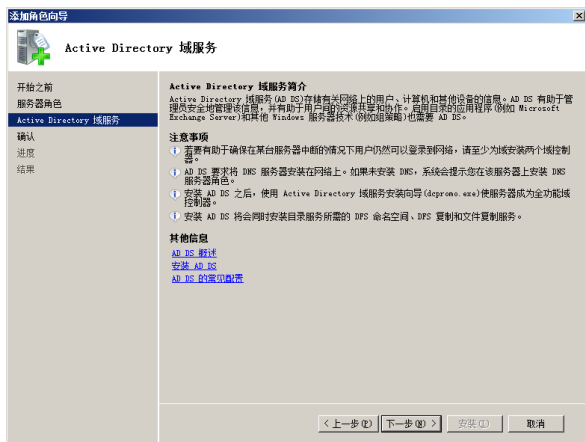 添加角色向导
Active Directory 域服务
开始之前
服务器角色
Active Directory 域服务
确认
进度
结果
Active Directory 域服务简介
Active Directory 域服务(AD DS)存储有关网络上的用户、计算机和其他设备的信息。AD DS 有助于管
理员安全地管理该信息，并有助于用户间的资源共享和协作。启用目录的应用程序(例如 Microsoft
Exchange Server)和其他 Windows 服务器技术(例如组策略)也需要 AD DS。
注意事项
若要有助于确保在某台服务器中断的情况下用户仍然可以登录到网络，请至少为域安装两个域控制
器。
AD DS 要求将 DNS 服务器安装在网络上。如果未安装 DNS，系统会提示您在该服务器上安装 DNS
服务器角色。
安装 AD DS 之后，使用 Active Directory 域服务安装向导(dcpromo.exe)使服务器成为全功能域
控制器。
安装 AD DS 将会同时安装目录服务所需的 DFS 命名空间、DFS 复制和文件复制服务。
其他信息
AD DS 概述
安装 AD DS
AD DS 的常见配置
< 上一步(P) 下一步(N) > 安装(I) 取消